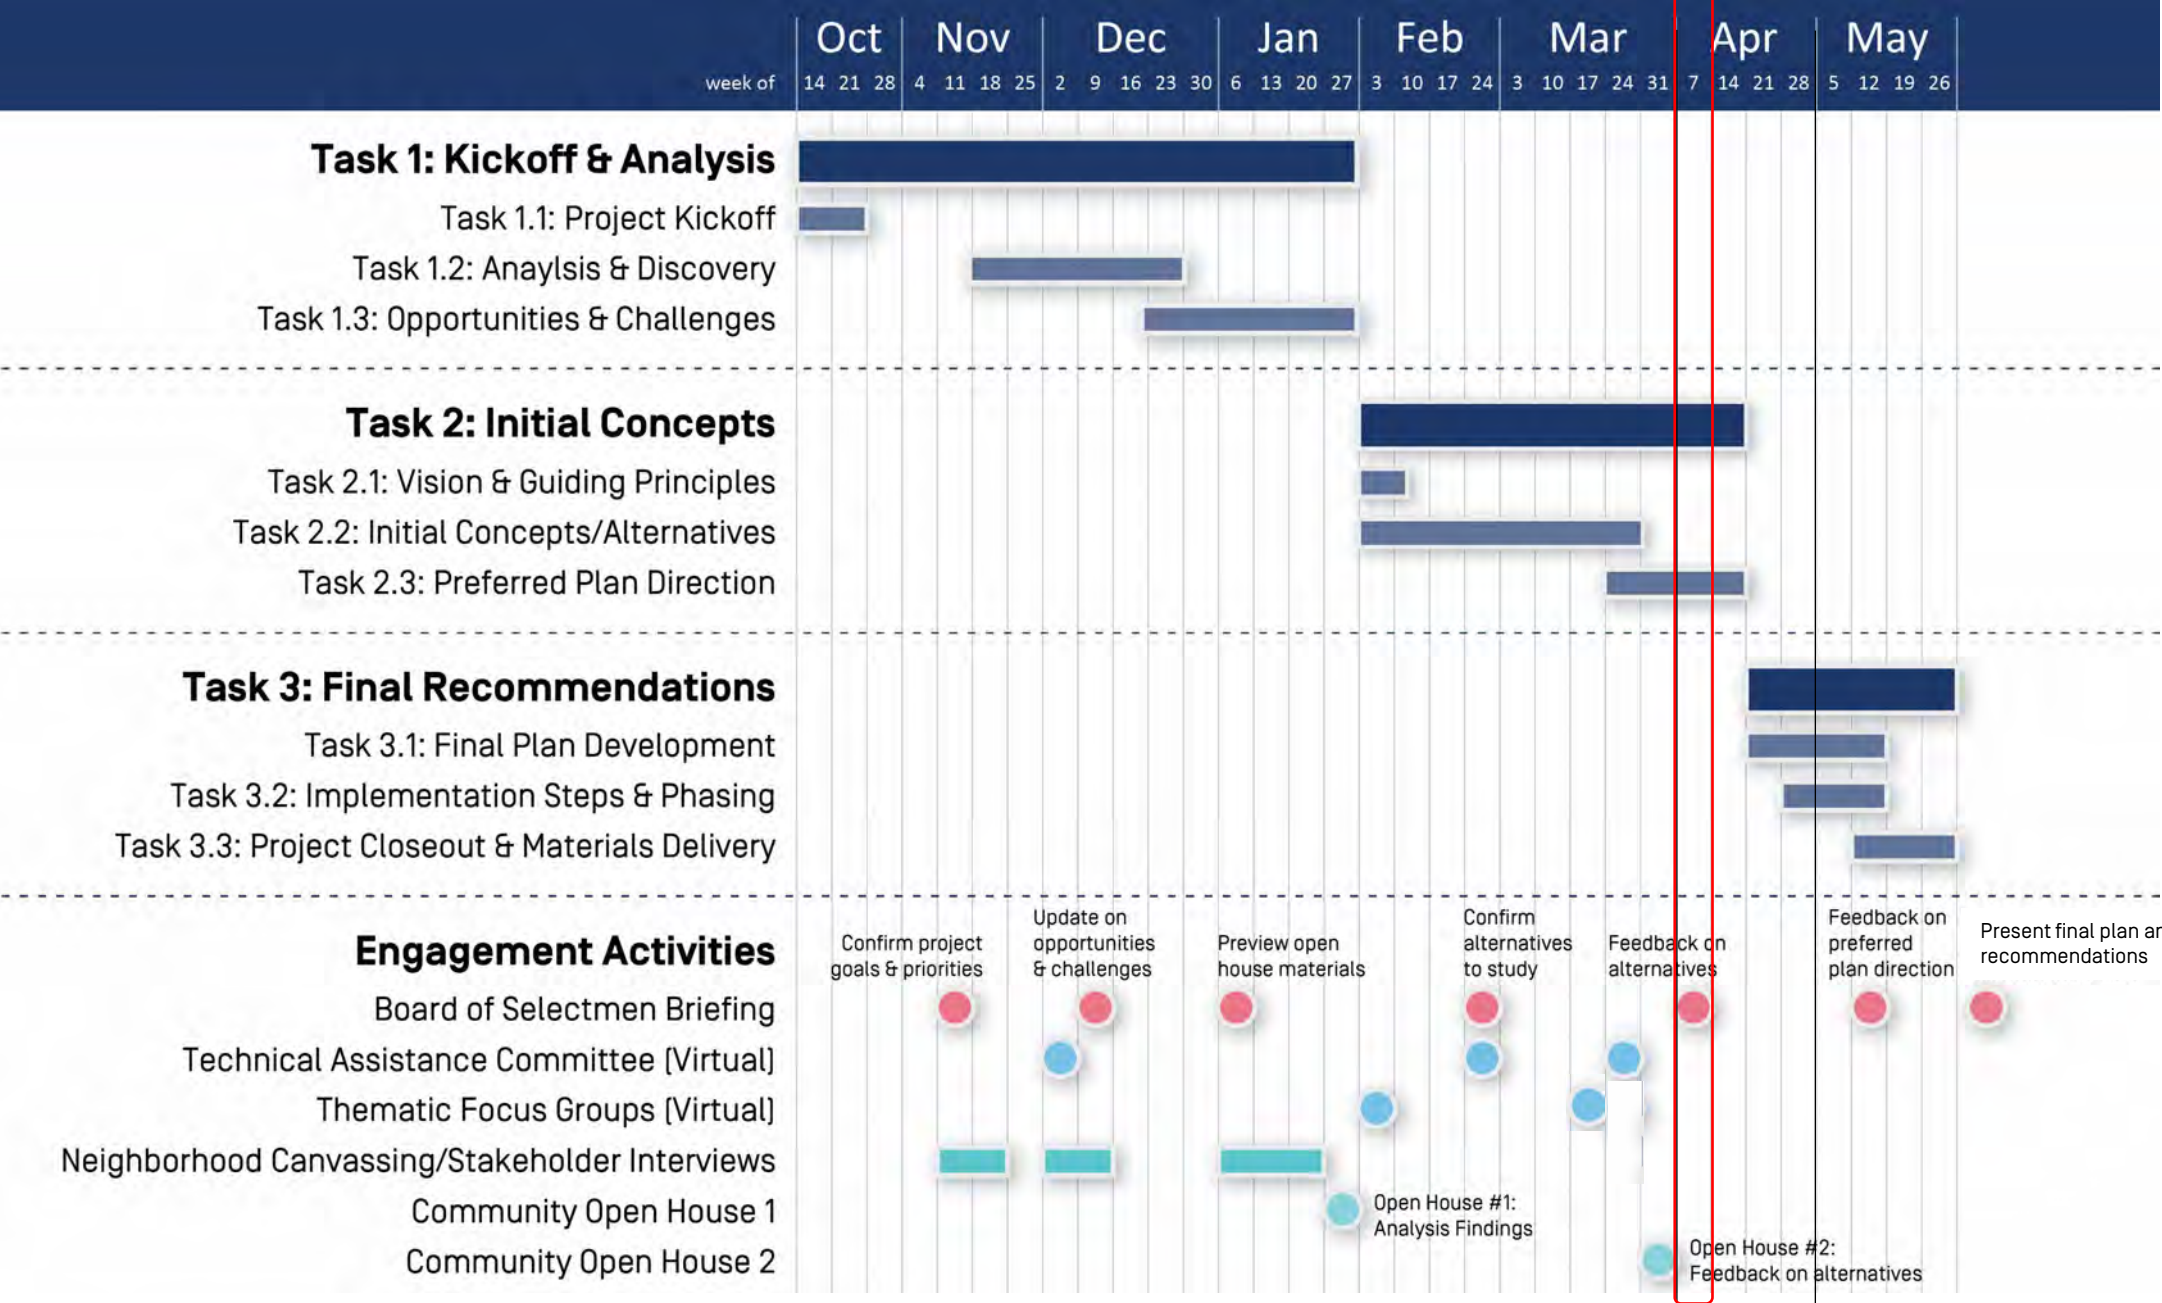 Oct Nov Dec Jan Feb Mar Apr May
week of 14 21 28 4 11 18 25 2 9 16 23 30 6 13 20 27 3 10 17 24 3 10 17 24 31 7 14 21 28 5 12 19 26
Task 1: Kickoff & Analysis
Task 1.1: Project Kickoff
Task 1.2: Anaylsis & Discovery
Task 1.3: Opportunities & Challenges
Task 2: Initial Concepts
Task 2.1: Vision & Guiding Principles
Task 2.2: Initial Concepts/Alternatives
Task 2.3: Preferred Plan Direction
Task 3: Final Recommendations
Task 3.1: Final Plan Development
Task 3.2: Implementation Steps & Phasing
Task 3.3: Project Closeout & Materials Delivery
Engagement Activities
Confirm project
goals & priorities
Update on
opportunities
& challenges
Preview open
house materials
Confirm
alternatives
to study
Feedback on
alternatives
Feedback on
preferred
plan direction
Present final plan
recommendations
Board of Selectmen Briefing
Technical Assistance Committee (Virtual)
Thematic Focus Groups (Virtual)
Neighborhood Canvassing/Stakeholder Interviews
Community Open House 1
Open House #1:
Analysis Findings
Community Open House 2
Open House #2:
Feedback on alternatives